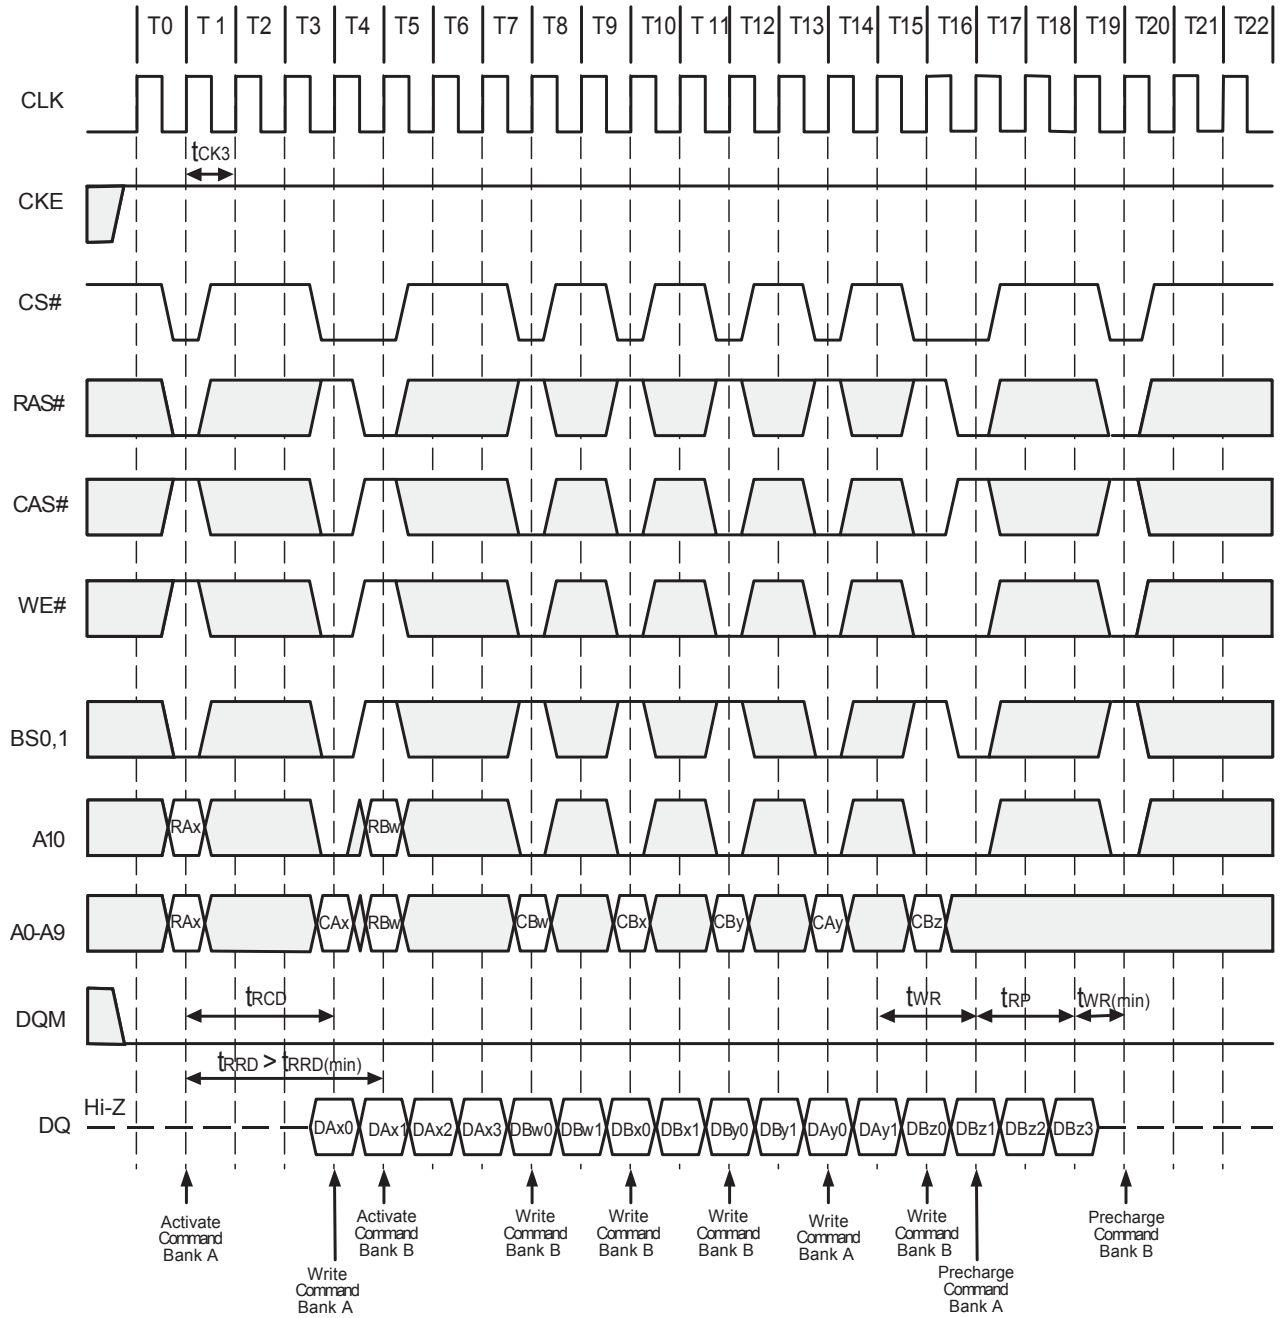 T0 T 1 T2 T3 T4 T5 T6 T7 T8 T9 T10 T 11 T12 T13 T14 T15 T16 T17 T18 T19 T20 T21 T22
CLK
tCK3
CKE
CS#
RAS#
CAS#
WE#
BS0,1
A10 RAx RBw
A0-A9 RAx CAx RBw CBw CBx CBy CAy CBz
DQM tRCD tWR tRP tWR(min)
tRRD > tRRD(min)
Hi-Z
DQ DAx0 DAx1 DAx2 DAx3 DBw0 DBw1 DBx0 DBx1 DBy0 DBy1 DAy0 DAy1 DBz0 DBz1 DBz2 DBz3
Activate
Command
Bank A
Write
Command
Bank A
Activate
Command
Bank B
Write
Command
Bank B
Write
Command
Bank B
Write
Command
Bank B
Write
Command
Bank A
Write
Command
Bank B
Precharge
Command
Bank A
Precharge
Command
Bank B